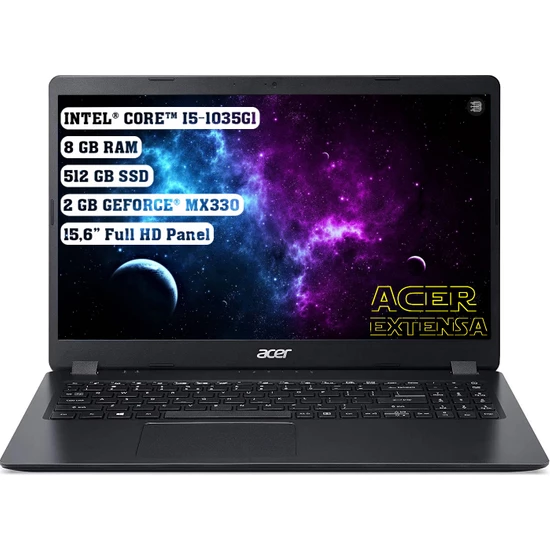 INTEL® CORE™ I5-1035G1
8 GB RAM
512 GB SSD
2 GB GEFORCE® MX330
15,6” Full HD Panel
ACER
EXTENSA
acer